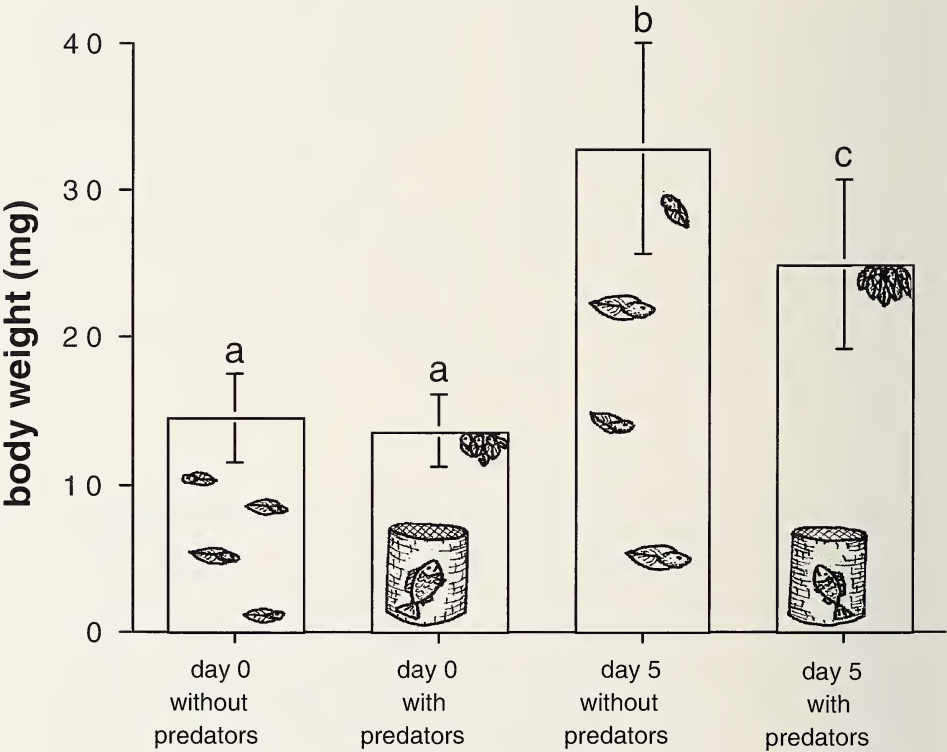 b
40
c
30
body weight (mg)
a
a
20
10
0
day 0
without
predators
day 0
with
predators
day 5
without
predators
day 5
with
predators